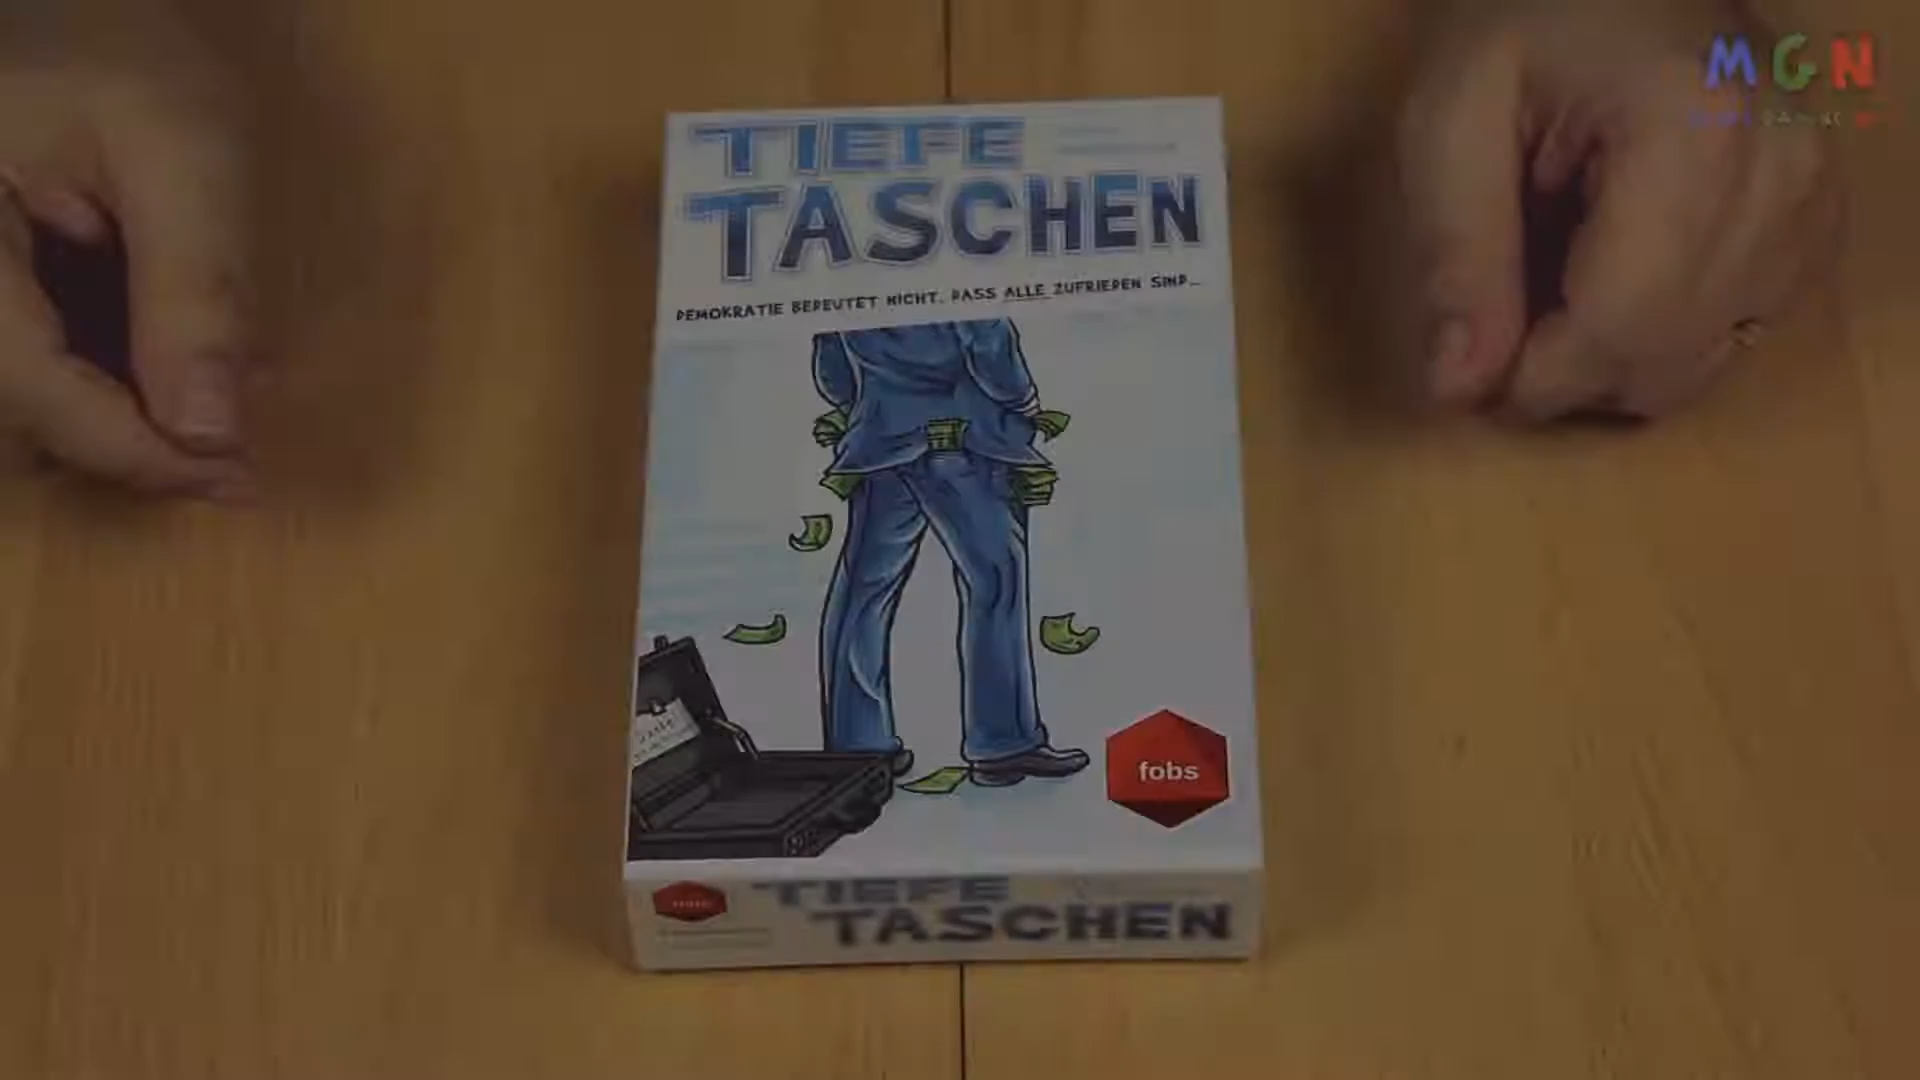 MGN
TIEFE
TASCHEN
DEMOKRATIE BEDEUTET NICHT, DASS ALLE ZUFRIEDEN SIND...
fobs
TIEFE
TASCHEN